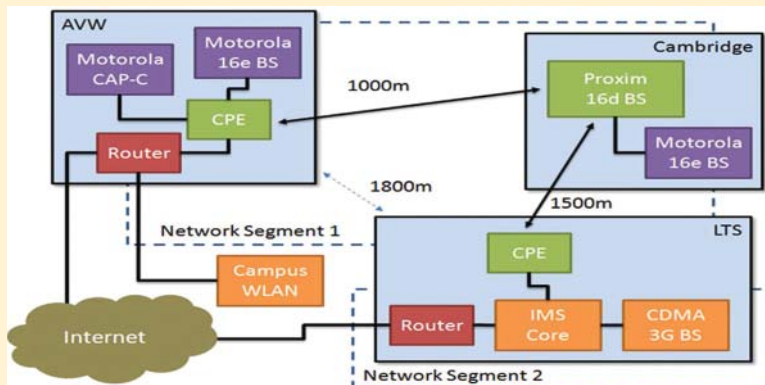 AVW
Motorola
CAP-C
Motorola
16e BS
CPE
Router
1000m
Cambridge
Proxim
16d BS
Motorola
16e BS
1800m
1500m
Network Segment 1
LTS
CPE
Campus
WLAN
Internet
Router
IMS
Core
CDMA
3G BS
Network Segment 2